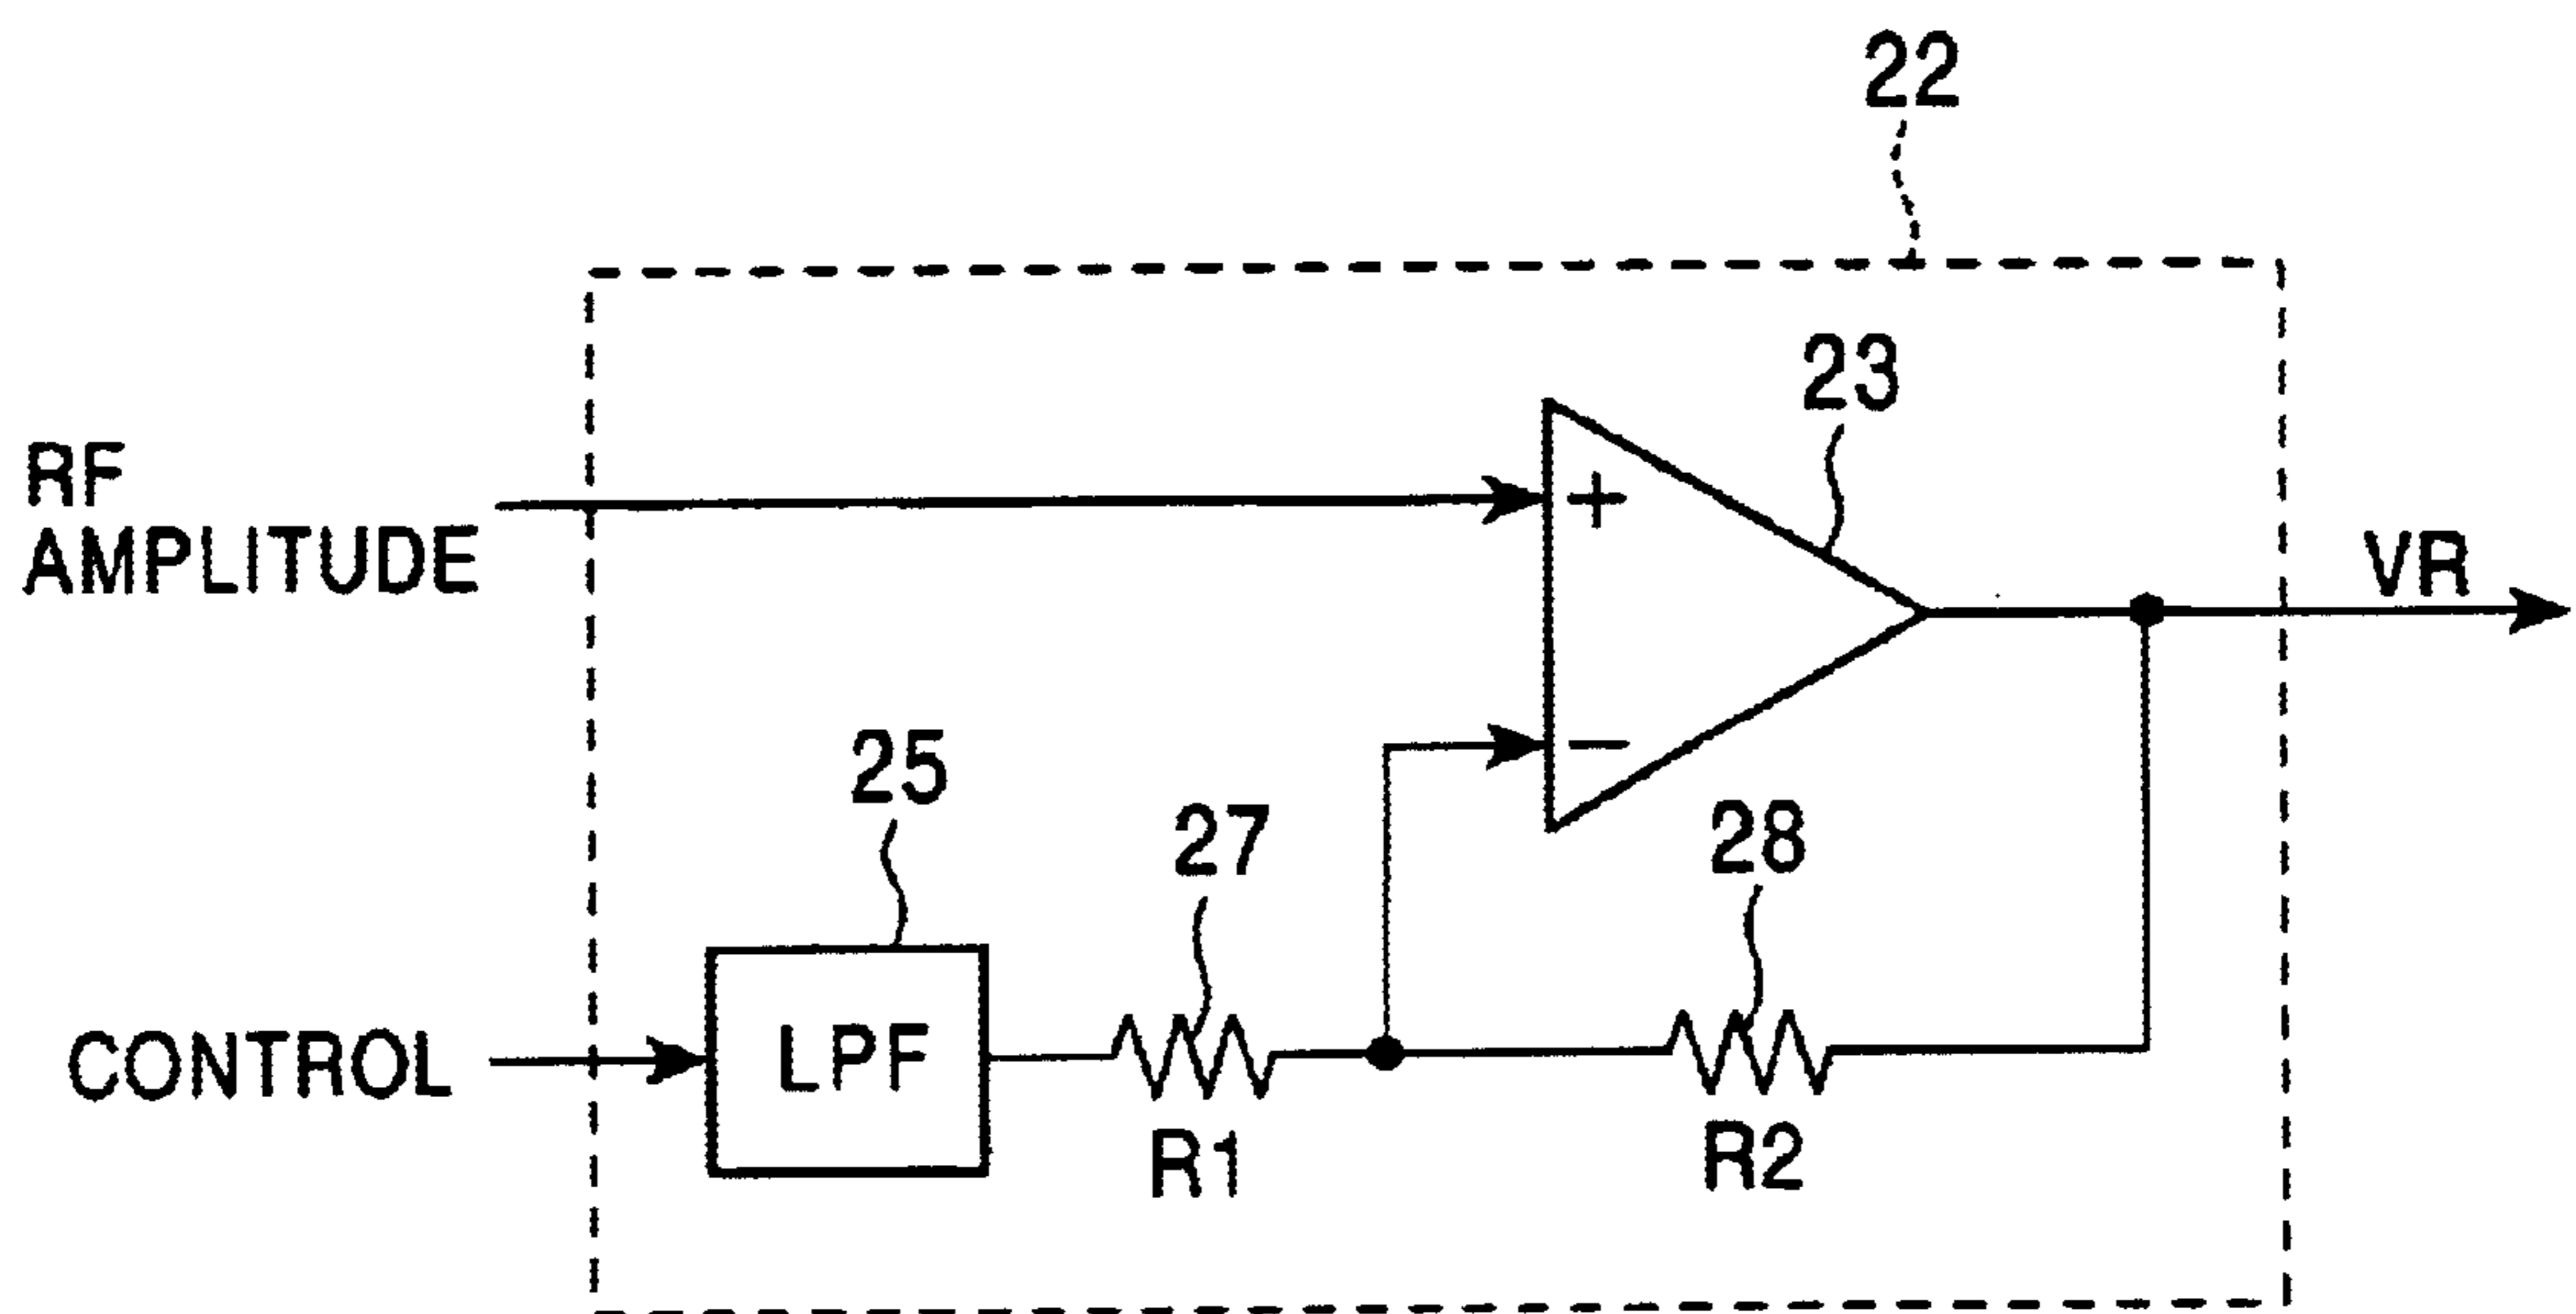 22
23
RF
AMPLITUDE
+
VR
−
25
27
28
CONTROL
LPF
R1
R2